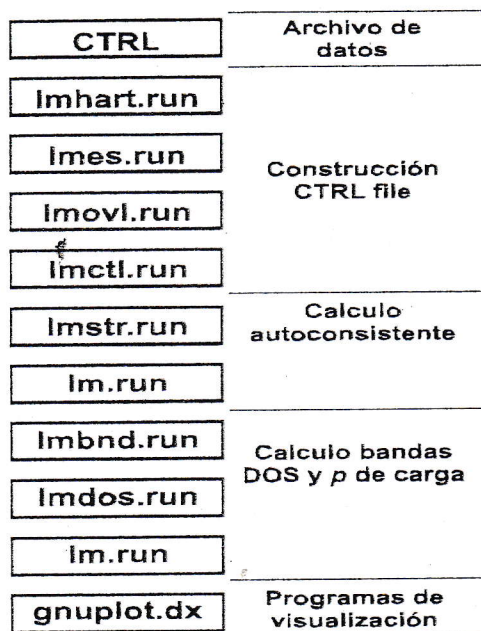 CTRL
Archivo de
datos
lmhart.run
lmes.run
lmovl.run
lmctl.run
Construcción
CTRL file
lmstr.run
lm.run
Calculo
autoconsistente
lmbnd.run
lmdos.run
lm.run
Calculo bandas
DOS y p de carga
gnuplot.dx
Programas de
visualización